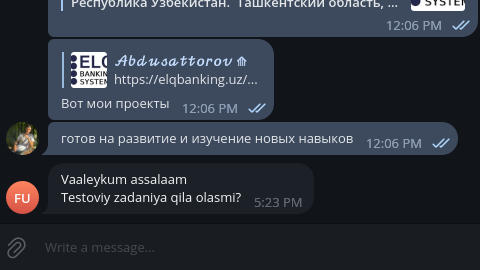 Республика Узбекистан. Ташкентский область, ...
12:06 PM
ELQ
BANKING
SYSTEM
Abdusattorov
https://elqbanking.uz/...
Вот мои проекты 12:06 PM
готов на развитие и изучение новых навыков 12:06 PM
Vaaleykum assalaam
Testoviy zadaniya qila olasmi? 5:23 PM
FU
Write a message...